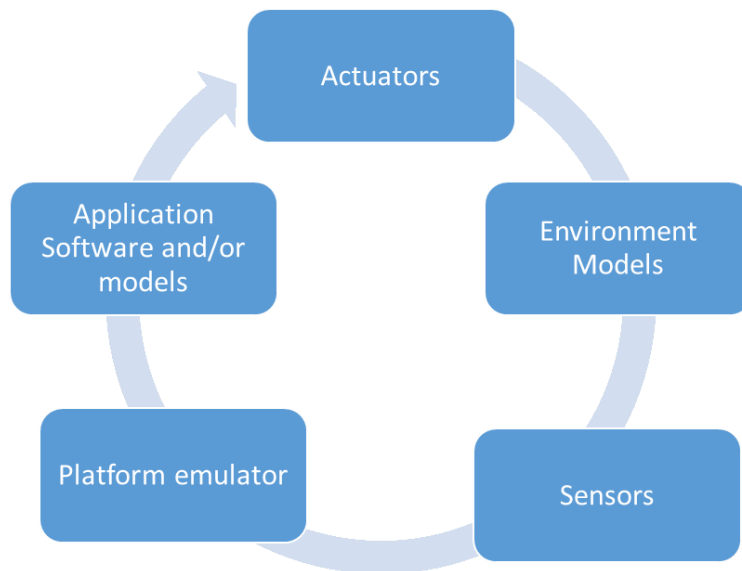 Actuators
Environment
Models
Sensors
Platform emulator
Application
Software and/or
models